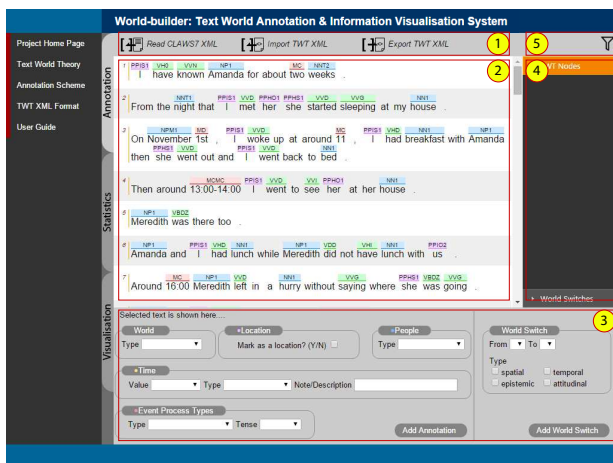 World-builder: Text World Annotation & Information Visualisation System
Project Home Page
Text World Theory
Annotation Scheme
TWT XML Format
User Guide
Annotation
Statistics
Visualisation
Read CLAWS7 XML
Import TWT XML
Export TWT XML
1
5
2
4
TWT Nodes
PPIS1 VH0 VVN NP1 MC NNT2
1 I have known Amanda for about two weeks .
NNT1 PPIS1 VVD PPHO1 PPHS1 VVD VVG NN1
2 From the night that I met her she started sleeping at my house .
NPM1 MD PPIS1 VVD MC PPIS1 VHD NN1 NP1
3 On November 1st , I woke up at around 11 , I had breakfast with Amanda
PPHS1 VVD PPIS1 VVD NN1
then she went out and I went back to bed .
MCMC PPIS1 VVD VVI PPHO1 NN1
4 Then around 13:00-14:00 I went to see her at her house .
NP1 VBDZ
5 Meredith was there too .
NP1 PPIS1 VHD NN1 NP1 VDD VHI NN1 PPIO2
6 Amanda and I had lunch while Meredith did not have lunch with us .
MC NP1 VVD NN1 VVG PPHS1 VBDZ VVG
7 Around 16:00 Meredith left in a hurry without saying where she was going .
World Switches
Selected text is shown here....
3
World
Type
Location
Mark as a location? (Y/N)
People
Type
World Switch
From To
Type
spatial temporal
epistemic attitudinal
Time
Value Type Note/Description
Event Process Types
Type Tense
Add Annotation
Add World Switch